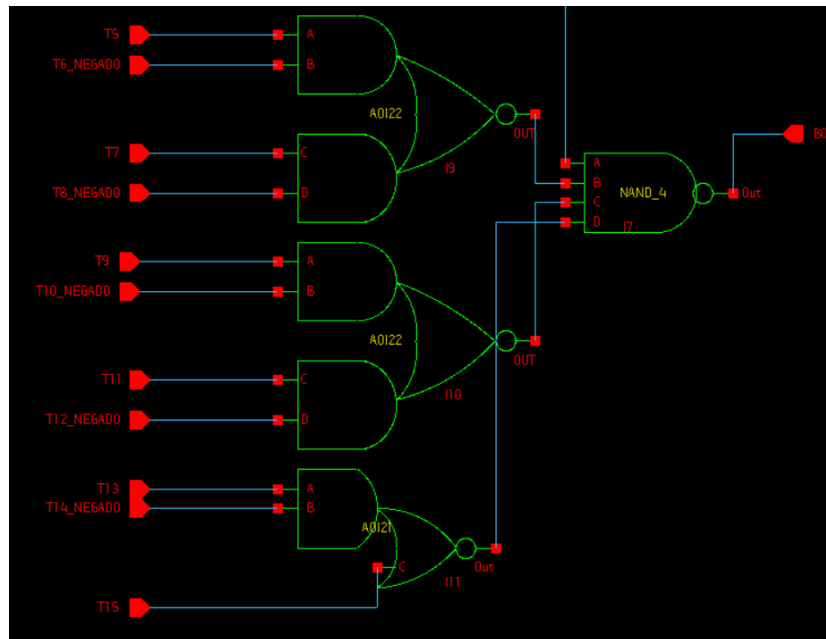 T5
A
T6_NEGADO
B
AOI22
OUT
T7
C
I9
T8_NEGADO
D
A
B
NAND_4
Out
C
D
I7
T9
A
T10_NEGADO
B
AOI22
OUT
T11
C
I10
T12_NEGADO
D
T13
A
T14_NEGADO
B
AOI21
C
Out
I11
T15